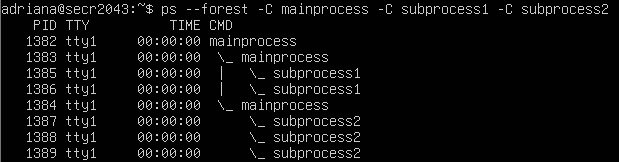 adriana@secr2043:~$ ps --forest -C mainprocess -C subprocess1 -C subprocess2
    PID TTY          TIME CMD
   1382 tty1     00:00:00 mainprocess
   1383 tty1     00:00:00  \_ mainprocess
   1385 tty1     00:00:00  |   \_ subprocess1
   1386 tty1     00:00:00  |   \_ subprocess1
   1384 tty1     00:00:00  \_ mainprocess
   1387 tty1     00:00:00      \_ subprocess2
   1388 tty1     00:00:00      \_ subprocess2
   1389 tty1     00:00:00      \_ subprocess2